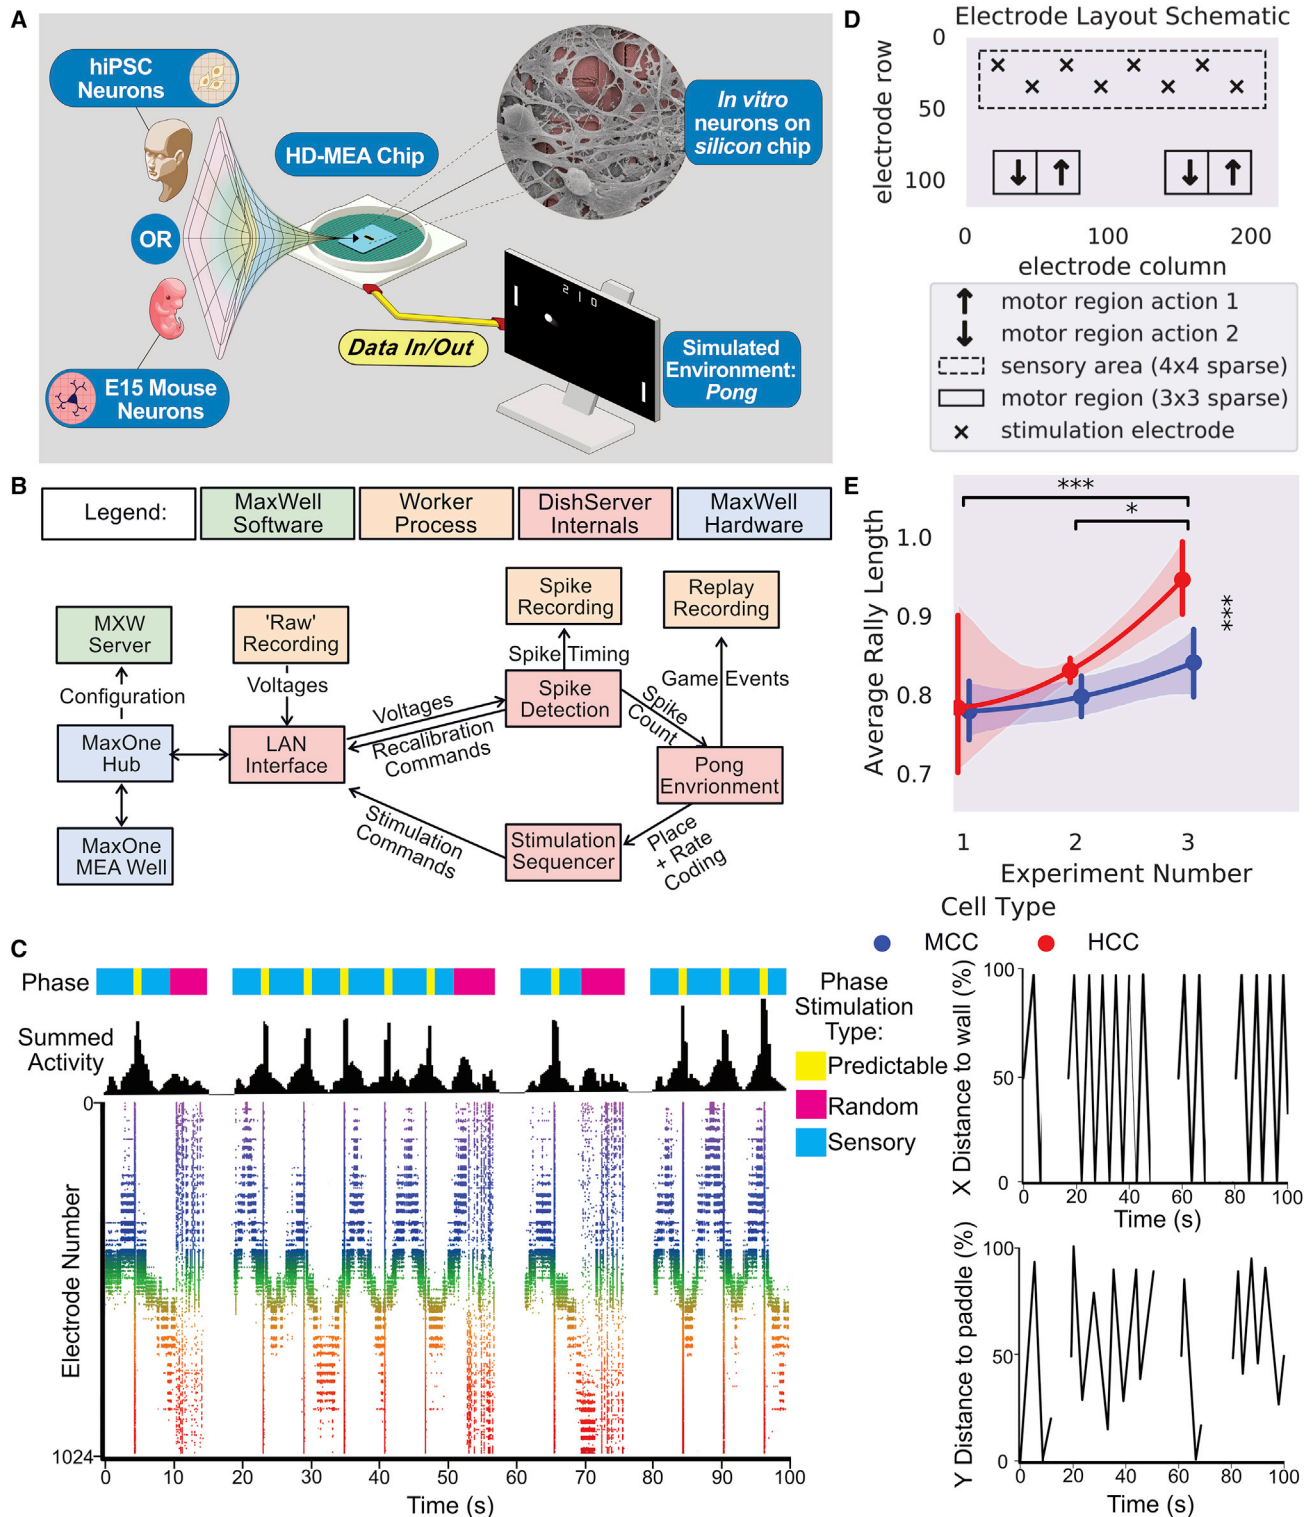 A
hiPSC
Neurons
OR
E15 Mouse
Neurons
HD-MEA Chip
In vitro
neurons on
silicon chip
Data In/Out
2 1 0
Simulated
Environment:
Pong
D
Electrode Layout Schematic
electrode row
0
50
100
0
100
200
electrode column
motor region action 1
motor region action 2
sensory area (4x4 sparse)
motor region (3x3 sparse)
stimulation electrode
B
Legend:
MaxWell
Software
Worker
Process
DishServer
Internals
MaxWell
Hardware
MXW
Server
'Raw'
Recording
Spike
Recording
Replay
Recording
Configuration
Voltages
Spike Timing
Game Events
MaxOne
Hub
LAN
Interface
Voltages
Recalibration
Commands
Spike
Detection
Spike
Count
Pong
Envrionment
MaxOne
MEA Well
Stimulation
Commands
Stimulation
Sequencer
Place
+ Rate
Coding
E
***
*
***
Average Rally Length
1.0
0.9
0.8
0.7
1
2
3
Experiment Number
Cell Type
MCC
HCC
C
Phase
Summed
Activity
Phase
Stimulation
Type:
Predictable
Random
Sensory
Electrode Number
0
1024
0
10
20
30
40
50
60
70
80
90
100
Time (s)
X Distance to wall (%)
100
50
0
0
20
40
60
80
100
Time (s)
Y Distance to paddle (%)
100
50
0
0
20
40
60
80
100
Time (s)